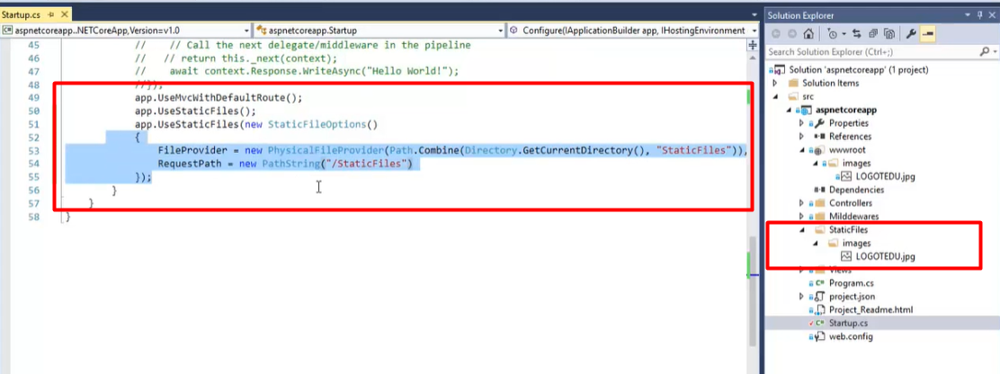 Startup.cs
aspnetcoreapp..NETCoreApp,Version=v1.0
aspnetcoreapp.Startup
Configure(IApplicationBuilder app, IHostingEnvironment
45 // // Call the next delegate/middleware in the pipeline
46 // // return this._next(context);
47 // await context.Response.WriteAsync("Hello World!");
48 //});
49 app.UseMvcWithDefaultRoute();
50 app.UseStaticFiles();
51 app.UseStaticFiles(new StaticFileOptions()
52 {
53 FileProvider = new PhysicalFileProvider(Path.Combine(Directory.GetCurrentDirectory(), "StaticFiles")),
54 RequestPath = new PathString("/StaticFiles")
55 });
56 }
57 }
58 }
Solution Explorer
Search Solution Explorer (Ctrl+;)
Solution 'aspnetcoreapp' (1 project)
Solution Items
src
aspnetcoreapp
Properties
References
wwwroot
images
LOGOTEDU.jpg
Dependencies
Controllers
Milddewares
StaticFiles
images
LOGOTEDU.jpg
Views
Program.cs
project.json
Project_Readme.html
Startup.cs
web.config